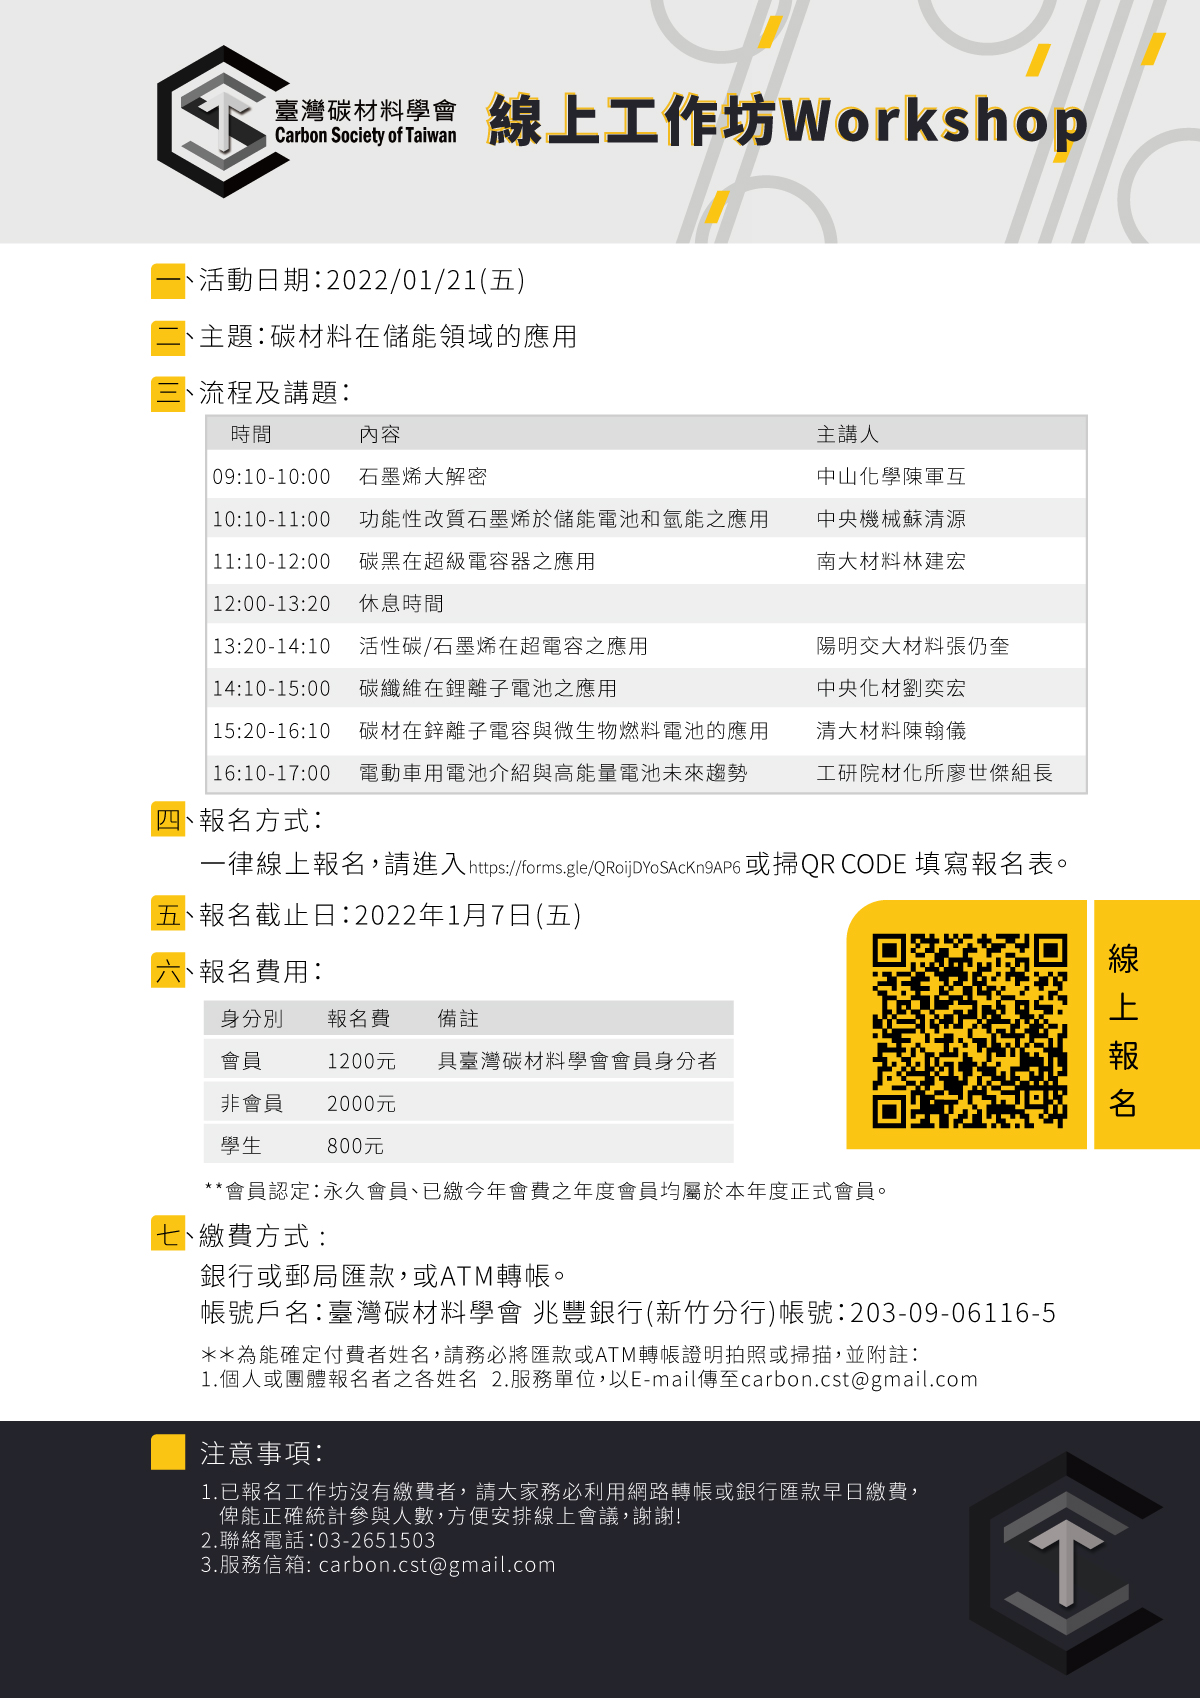 臺灣碳材料學會
Carbon Society of Taiwan
線上工作坊Workshop
一、活動日期：2022/01/21(五)
二、主題：碳材料在儲能領域的應用
三、流程及講題：
時間 內容 主講人
09:10-10:00 石墨烯大解密 中山化學陳軍互
10:10-11:00 功能性改質石墨烯於儲能電池和氫能之應用 中央機械蘇清源
11:10-12:00 碳黑在超級電容器之應用 南大材料林建宏
12:00-13:20 休息時間
13:20-14:10 活性碳/石墨烯在超電容之應用 陽明交大材料張仍奎
14:10-15:00 碳纖維在鋰離子電池之應用 中央化材劉奕宏
15:20-16:10 碳材在鋅離子電容與微生物燃料電池的應用 清大材料陳翰儀
16:10-17:00 電動車用電池介紹與高能量電池未來趨勢 工研院材化所廖世傑組長
四、報名方式：
一律線上報名，請進入https://forms.gle/QRoijDYoSAcKn9AP6或掃QR CODE 填寫報名表。
五、報名截止日：2022年1月7日(五)
六、報名費用：
身分別 報名費 備註
會員 1200元 具臺灣碳材料學會會員身分者
非會員 2000元
學生 800元
**會員認定：永久會員、已繳今年會費之年度會員均屬於本年度正式會員。
線上報名
七、繳費方式：
銀行或郵局匯款，或ATM轉帳。
帳號戶名：臺灣碳材料學會 兆豐銀行(新竹分行)帳號：203-09-06116-5
＊＊為能確定付費者姓名，請務必將匯款或ATM轉帳證明拍照或掃描，並附註：
1.個人或團體報名者之各姓名 2.服務單位，以E-mail傳至carbon.cst@gmail.com
注意事項：
1.已報名工作坊沒有繳費者，請大家務必利用網路轉帳或銀行匯款早日繳費，
俾能正確統計參與人數，方便安排線上會議，謝謝!
2.聯絡電話：03-2651503
3.服務信箱: carbon.cst@gmail.com